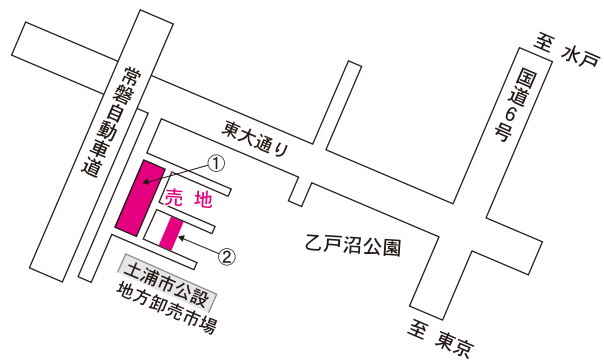 至 水戸
国道6号
常磐自動車道
東大通り
①
売 地
②
乙戸沼公園
土浦市公設
地方卸売市場
至 東京